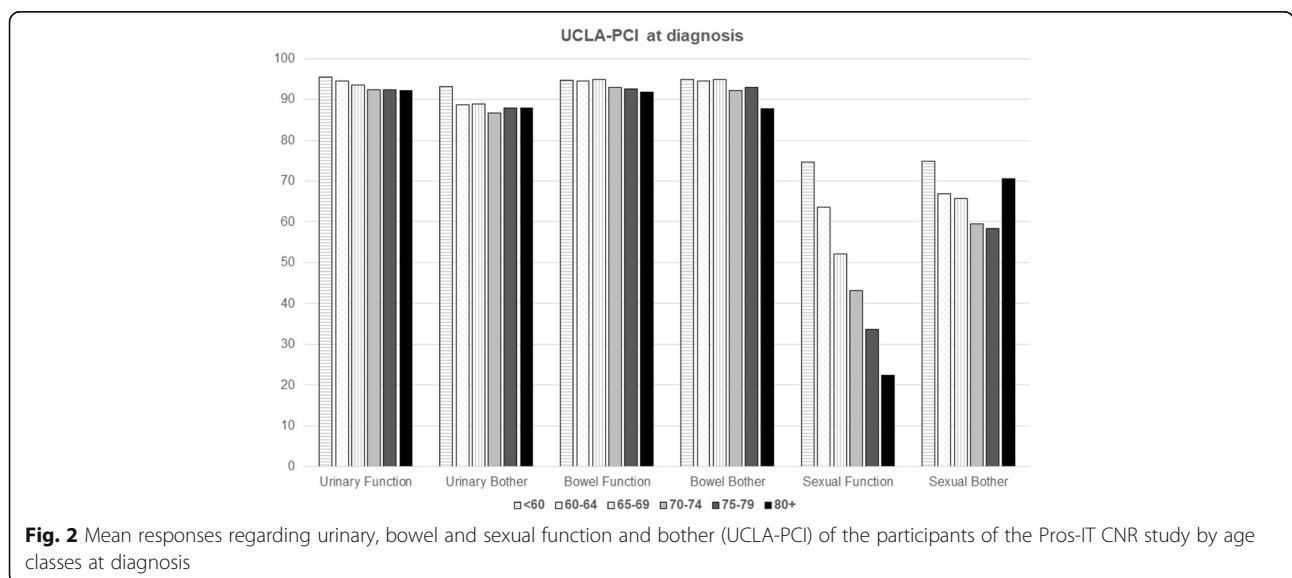 UCLA-PCI at diagnosis
100
90
80
70
60
50
40
30
20
10
0
Urinary Function Urinary Bother Bowel Function Bowel Bother Sexual Function Sexual Bother
<60 60-64 65-69 70-74 75-79 80+
Fig. 2 Mean responses regarding urinary, bowel and sexual function and bother (UCLA-PCI) of the participants of the Pros-IT CNR study by age
classes at diagnosis